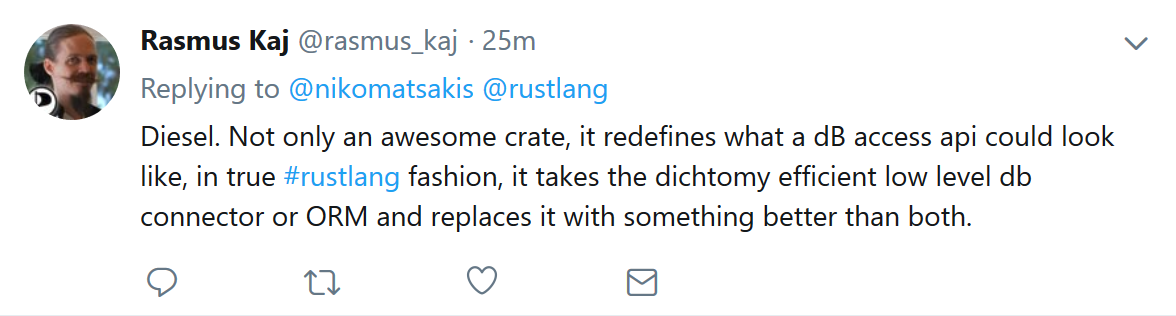 Rasmus Kaj @rasmus_kaj · 25m
Replying to @nikomatsakis @rustlang
Diesel. Not only an awesome crate, it redefines what a dB access api could look
like, in true #rustlang fashion, it takes the dichtomy efficient low level db
connector or ORM and replaces it with something better than both.